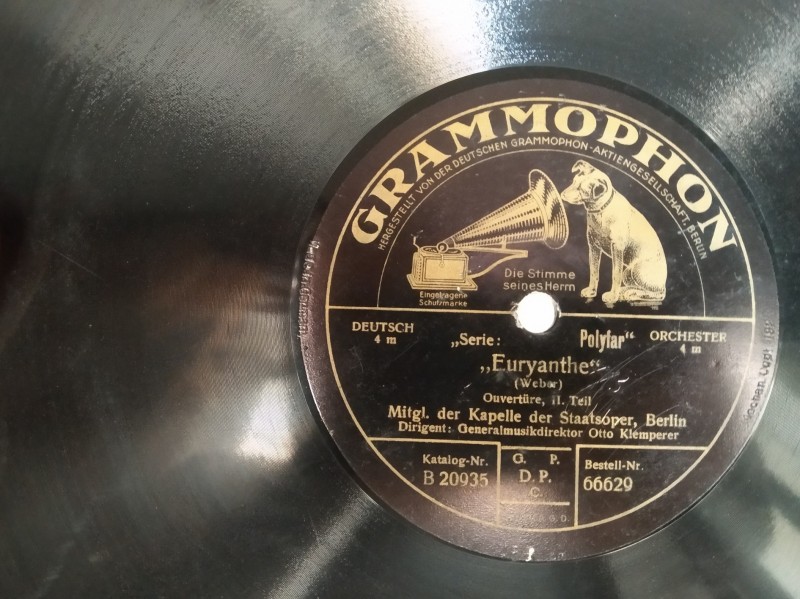 GRAMMOPHON
HERGESTELLT VON DER DEUTSCHEN GRAMMOPHON-AKTIENGESELLSCHAFT, BERLIN
Die Stimme
seines Herrn
Eingetragene
Schutzmarke
DEUTSCH „Serie: Polyfar“ ORCHESTER
4 m 4 m
„Euryanthe“
(Weber)
Ouvertüre, II. Teil
Mitgl. der Kapelle der Staatsoper, Berlin
Dirigent: Generalmusikdirektor Otto Klemperer
Katalog-Nr. G. P. Bestell-Nr.
B 20935 D. P. 66629
C.